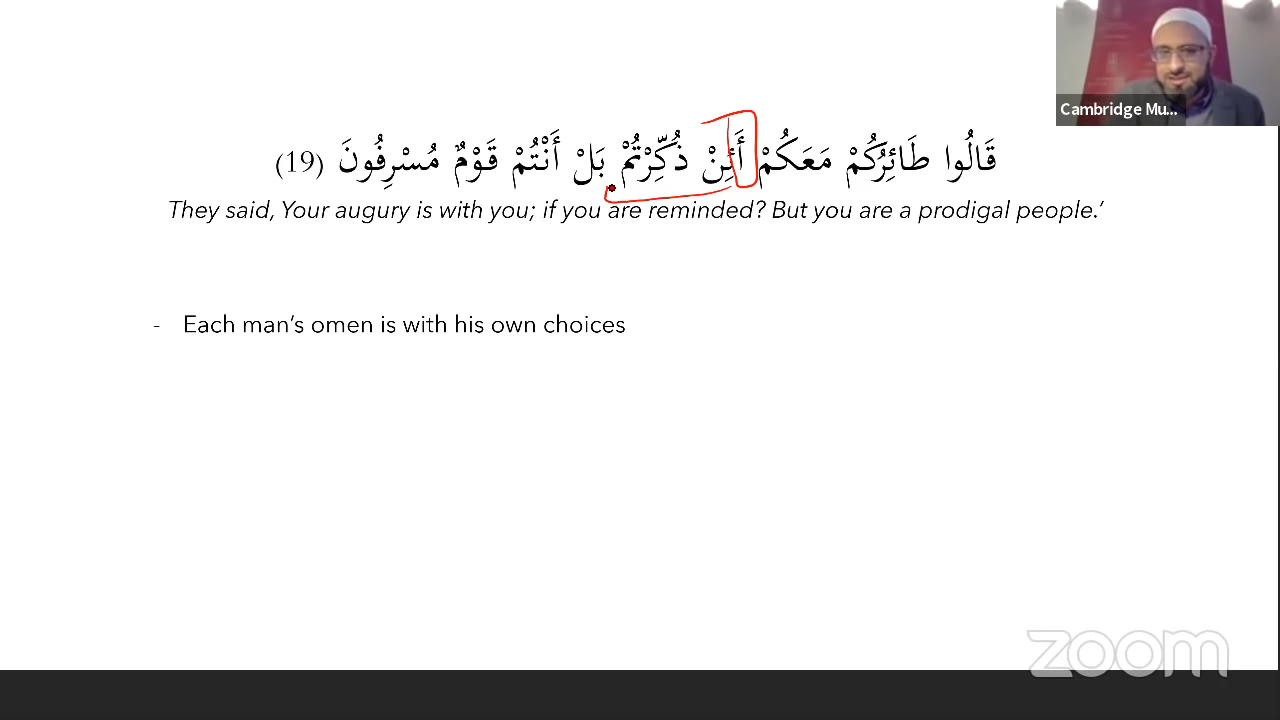 Cambridge Mu...
قَالُوا طَائِرُكُمْ مَعَكُمْ أَئِنْ ذُكِّرْتُمْ بَلْ أَنْتُمْ قَوْمٌ مُسْرِفُونَ (19)
They said, Your augury is with you; if you are reminded? But you are a prodigal people.’
- Each man’s omen is with his own choices
zoom